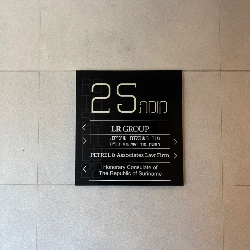 קומה 25
LR GROUP
PETREL & Associates Law Firm
Honorary Consulate of
The Republic of Suriname